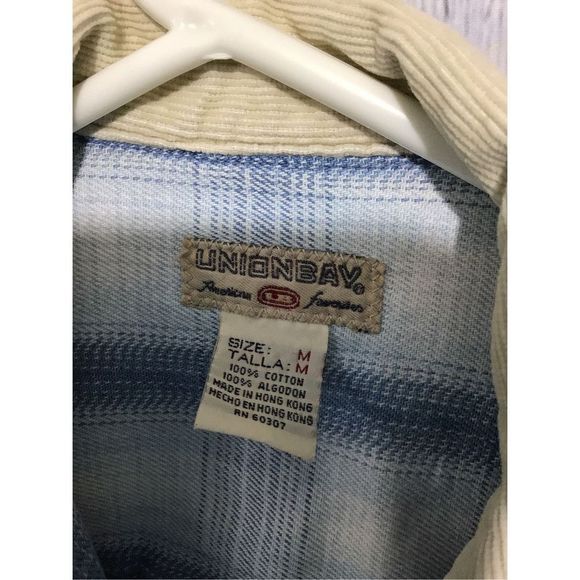 UNIONBAY®
American UB favorites
SIZE: M
TALLA: M
100% COTTON
100% ALGODON
MADE IN HONG KONG
HECHO EN HONG KONG
RN 60307